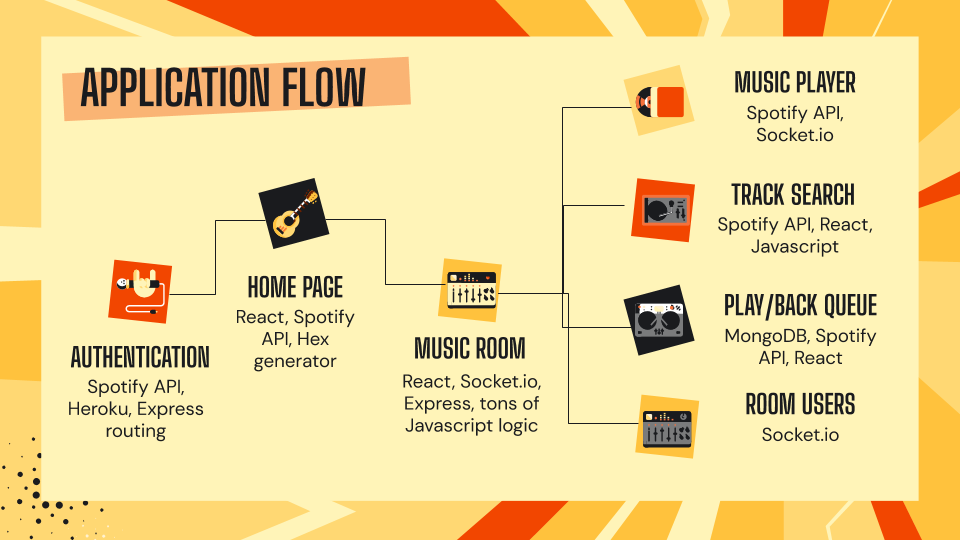 APPLICATION FLOW
AUTHENTICATION
Spotify API,
Heroku, Express
routing
HOME PAGE
React, Spotify
API, Hex
generator
MUSIC ROOM
React, Socket.io,
Express, tons of
Javascript logic
MUSIC PLAYER
Spotify API,
Socket.io
TRACK SEARCH
Spotify API, React,
Javascript
PLAY/BACK QUEUE
MongoDB, Spotify
API, React
ROOM USERS
Socket.io